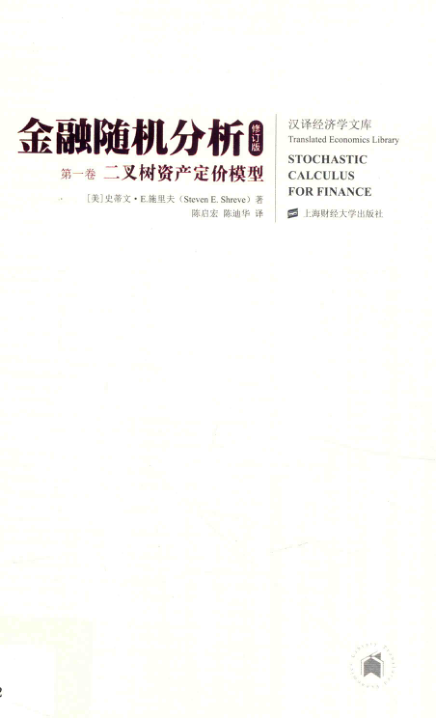 金融随机分析 修订版
第一卷 二叉树资产定价模型
[美]史蒂文·E.施里夫（Steven E. Shreve）著
陈启宏 陈迪华 译
汉译经济学文库
Translated Economics Library
STOCHASTIC
CALCULUS
FOR FINANCE
上海财经大学出版社